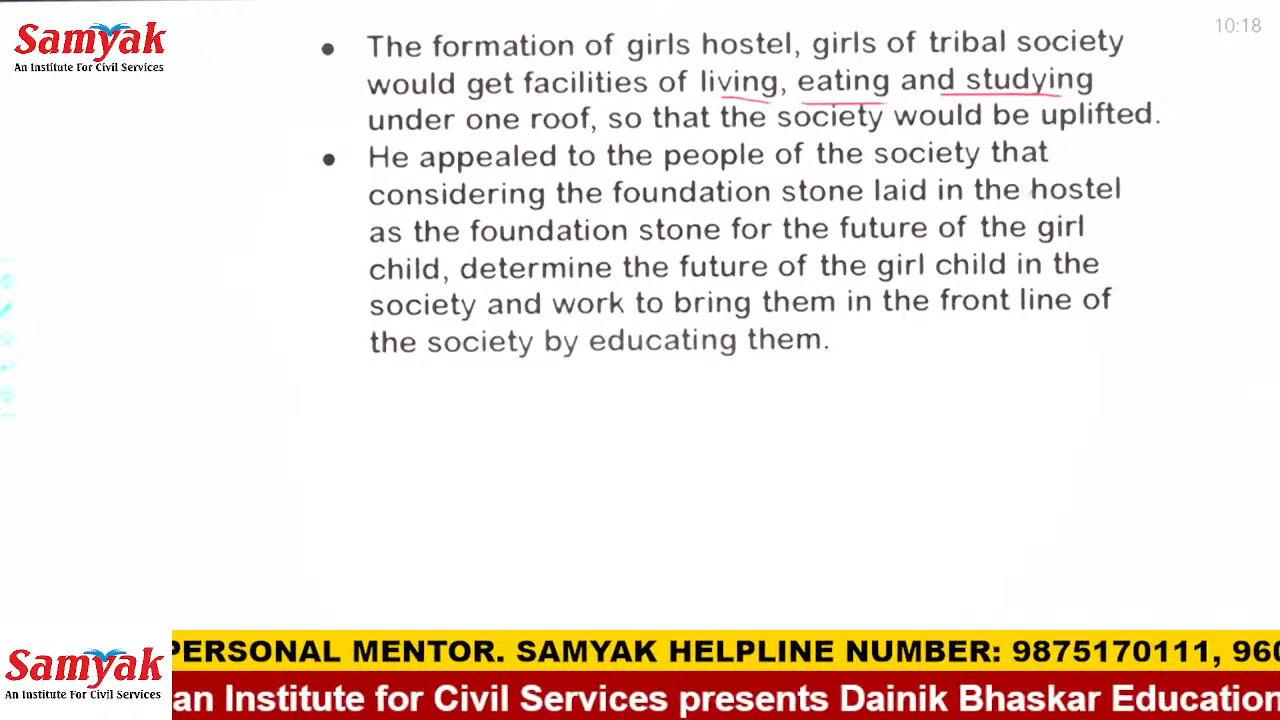 Samyak
An Institute For Civil Services
10:18
• The formation of girls hostel, girls of tribal society
would get facilities of living, eating and studying
under one roof, so that the society would be uplifted.
• He appealed to the people of the society that
considering the foundation stone laid in the hostel
as the foundation stone for the future of the girl
child, determine the future of the girl child in the
society and work to bring them in the front line of
the society by educating them.
Samyak
An Institute For Civil Services
PERSONAL MENTOR. SAMYAK HELPLINE NUMBER: 9875170111, 960
an Institute for Civil Services presents Dainik Bhaskar Education